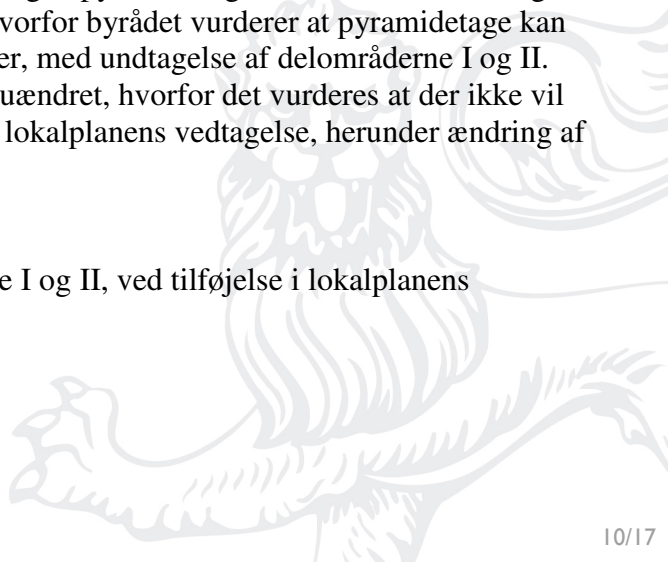 vorfor byrådet vurderer at pyramidetage kan
er, med undtagelse af delområderne I og II.
uændret, hvorfor det vurderes at der ikke vil
lokalplanens vedtagelse, herunder ændring af
e I og II, ved tilføjelse i lokalplanens
10/17